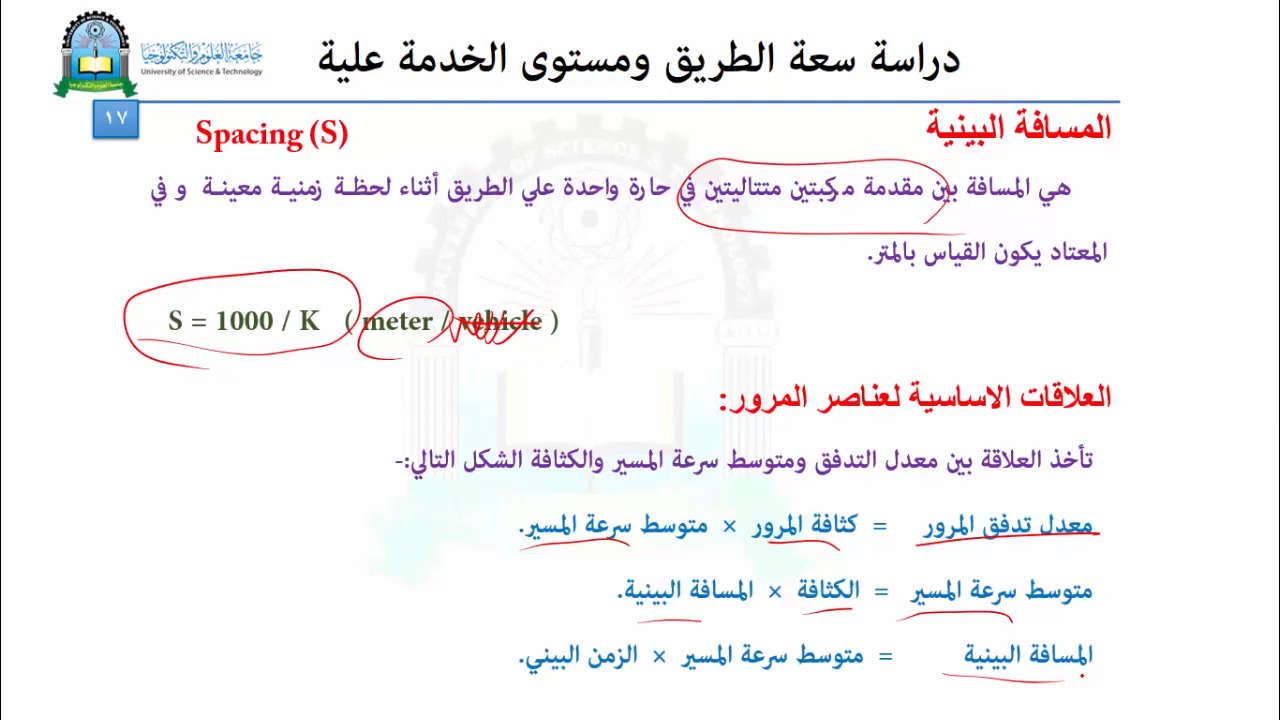 جامعة العلوم والتكنولوجيا
University of Science & Technology
دراسة سعة الطريق ومستوى الخدمة علية
١٧
المسافة البينية
Spacing (S)
هي المسافة بين مقدمة مركبتين متتاليتين في حارة واحدة علي الطريق أثناء لحظة زمنية معينة و في
المعتاد يكون القياس بالمتر.
S = 1000 / K ( meter / vehicle )
العلاقات الاساسية لعناصر المرور:
تأخذ العلاقة بين معدل التدفق ومتوسط سرعة المسير والكثافة الشكل التالي:-
معدل تدفق المرور = كثافة المرور × متوسط سرعة المسير.
متوسط سرعة المسير = الكثافة × المسافة البينية.
المسافة البينية = متوسط سرعة المسير × الزمن البيني.